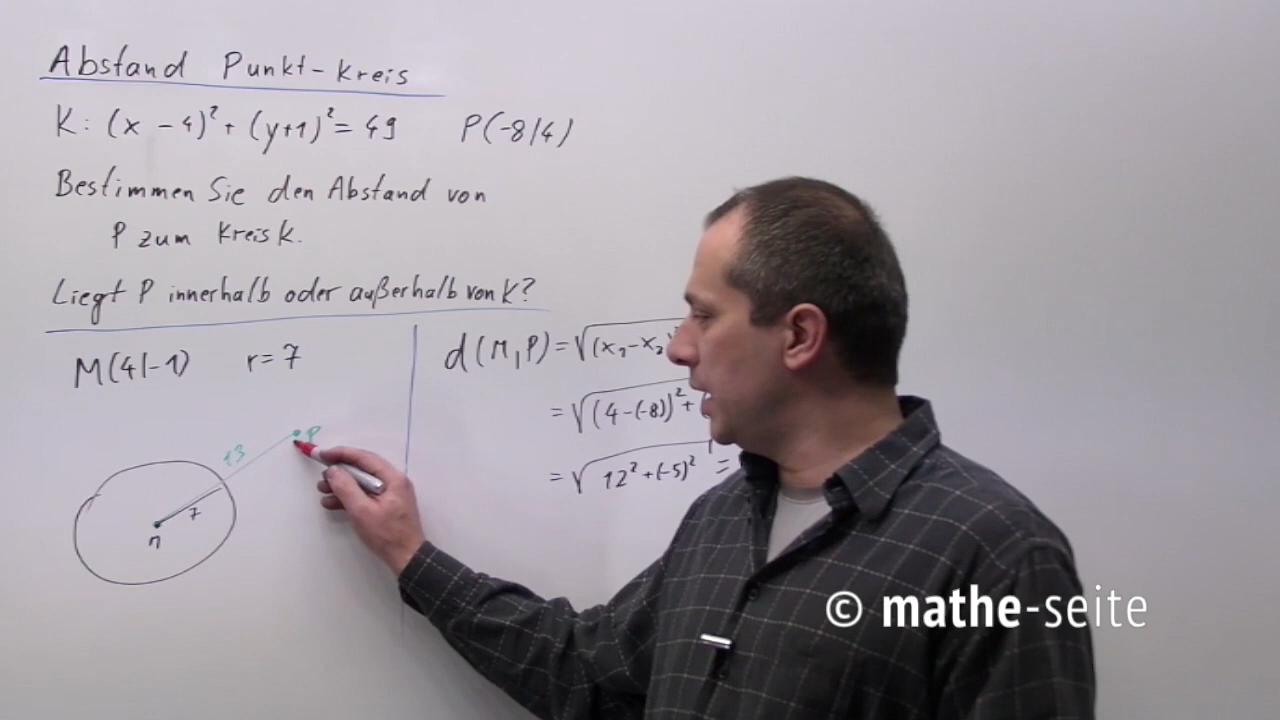 Abstand Punkt-Kreis
K: (x - 4)² + (y+1)² = 49 P(-8|4)
Bestimmen Sie den Abstand von
P zum Kreis K.
Liegt P innerhalb oder außerhalb von K?
M(4|-1) r = 7
13 P
7
M
d(M,P) = √(x₁-x₂)
= √(4-(-8))² +
= √12² + (-5)² =
© mathe-seite